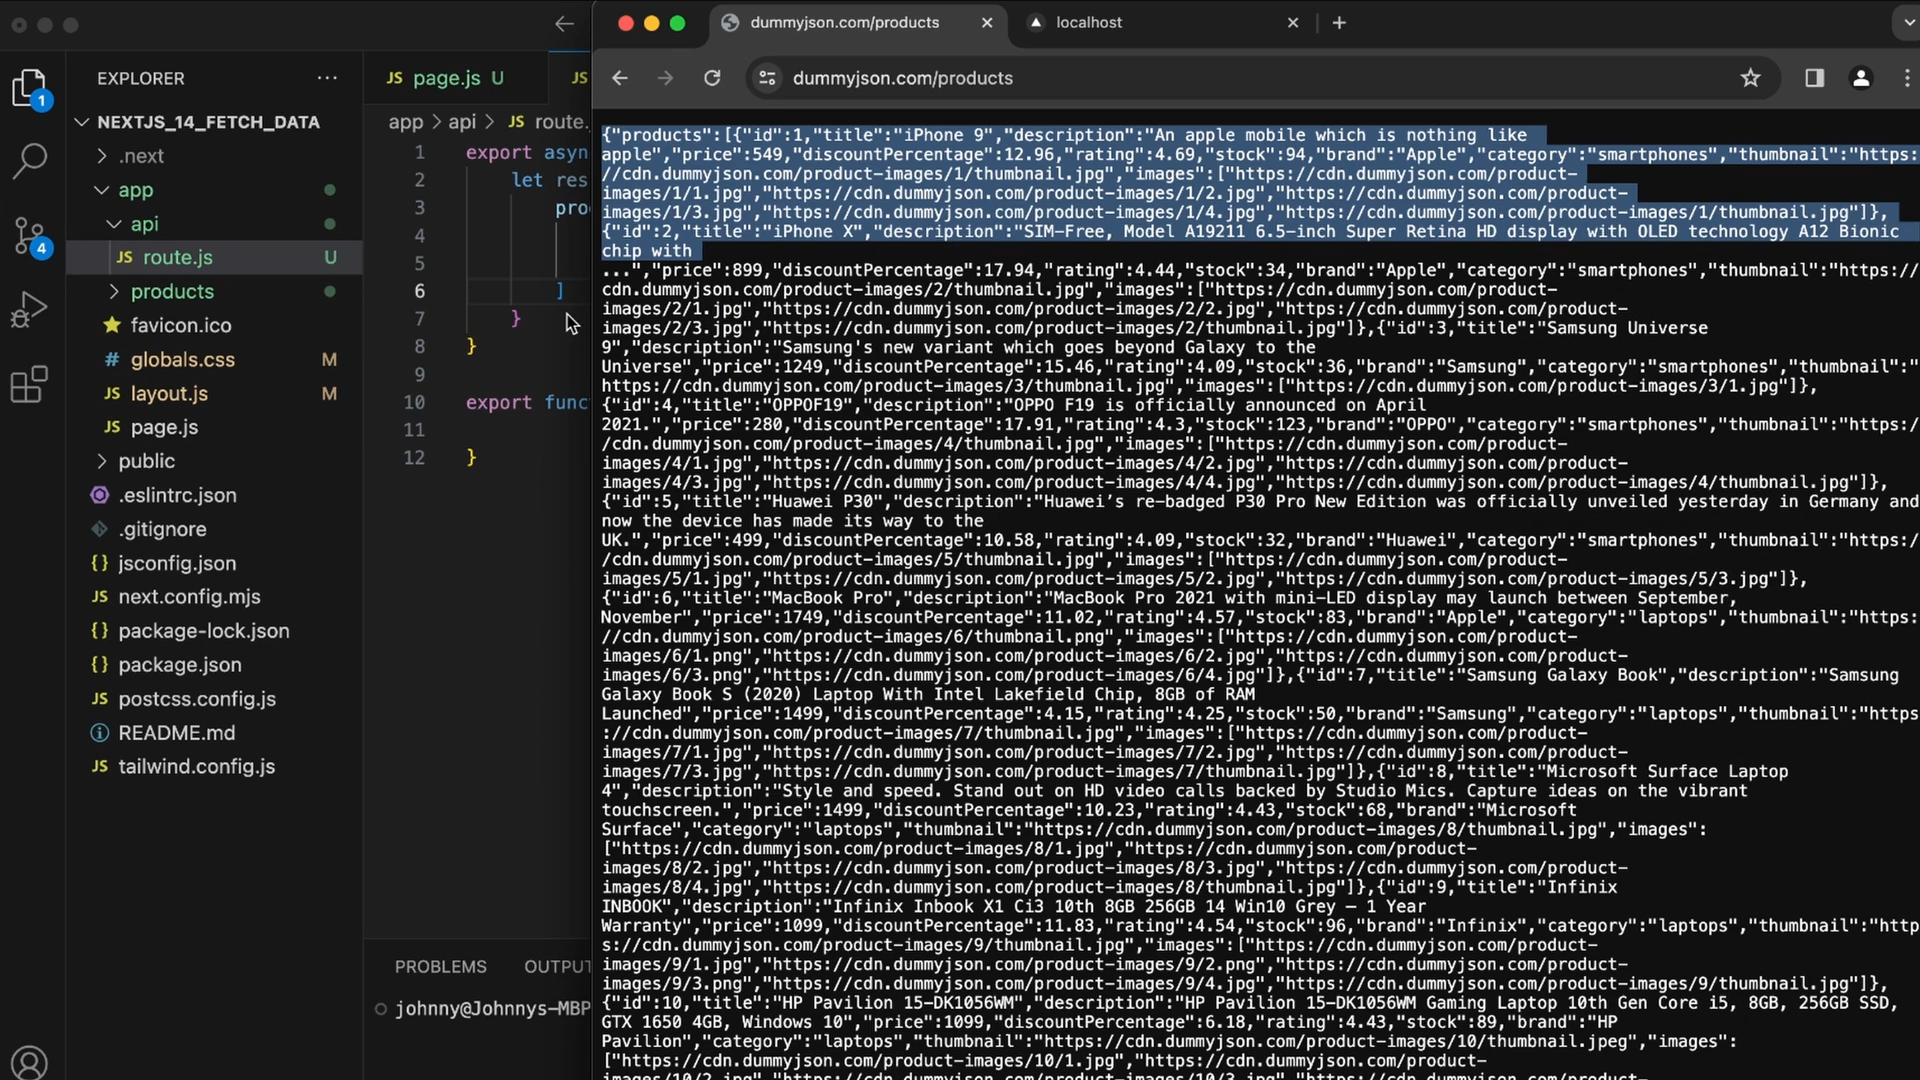 EXPLORER
1
4
NEXTJS_14_FETCH_DATA
.next
app
api
JS route.js U
products
favicon.ico
# globals.css M
JS layout.js M
JS page.js
public
.eslintrc.json
.gitignore
{} jsconfig.json
JS next.config.mjs
{} package-lock.json
{} package.json
JS postcss.config.js
README.md
JS tailwind.config.js
JS page.js U
JS
app > api > JS route.
1 export asyn
2 let res
3 pro
4
5
6 ]
7 }
8 }
9
10 export func
11
12 }
PROBLEMS OUTPUT
johnny@Johnnys-MBP
dummyjson.com/products
localhost
dummyjson.com/products
{"products":[{"id":1,"title":"iPhone 9","description":"An apple mobile which is nothing like
apple","price":549,"discountPercentage":12.96,"rating":4.69,"stock":94,"brand":"Apple","category":"smartphones","thumbnail":"https:
//cdn.dummyjson.com/product-images/1/thumbnail.jpg","images":["https://cdn.dummyjson.com/product-
images/1/1.jpg","https://cdn.dummyjson.com/product-images/1/2.jpg","https://cdn.dummyjson.com/product-
images/1/3.jpg","https://cdn.dummyjson.com/product-images/1/4.jpg","https://cdn.dummyjson.com/product-images/1/thumbnail.jpg"]},
{"id":2,"title":"iPhone X","description":"SIM-Free, Model A19211 6.5-inch Super Retina HD display with OLED technology A12 Bionic
chip with
...","price":899,"discountPercentage":17.94,"rating":4.44,"stock":34,"brand":"Apple","category":"smartphones","thumbnail":"https://
cdn.dummyjson.com/product-images/2/thumbnail.jpg","images":["https://cdn.dummyjson.com/product-
images/2/1.jpg","https://cdn.dummyjson.com/product-images/2/2.jpg","https://cdn.dummyjson.com/product-
images/2/3.jpg","https://cdn.dummyjson.com/product-images/2/thumbnail.jpg"]},{"id":3,"title":"Samsung Universe
9","description":"Samsung's new variant which goes beyond Galaxy to the
Universe","price":1249,"discountPercentage":15.46,"rating":4.09,"stock":36,"brand":"Samsung","category":"smartphones","thumbnail":"
https://cdn.dummyjson.com/product-images/3/thumbnail.jpg","images":["https://cdn.dummyjson.com/product-images/3/1.jpg"]},
{"id":4,"title":"OPPOF19","description":"OPPO F19 is officially announced on April
2021.","price":280,"discountPercentage":17.91,"rating":4.3,"stock":123,"brand":"OPPO","category":"smartphones","thumbnail":"https:/
/cdn.dummyjson.com/product-images/4/thumbnail.jpg","images":["https://cdn.dummyjson.com/product-
images/4/1.jpg","https://cdn.dummyjson.com/product-images/4/2.jpg","https://cdn.dummyjson.com/product-
images/4/3.jpg","https://cdn.dummyjson.com/product-images/4/4.jpg","https://cdn.dummyjson.com/product-images/4/thumbnail.jpg"]},
{"id":5,"title":"Huawei P30","description":"Huawei’s re-badged P30 Pro New Edition was officially unveiled yesterday in Germany and
now the device has made its way to the
UK.","price":499,"discountPercentage":10.58,"rating":4.09,"stock":32,"brand":"Huawei","category":"smartphones","thumbnail":"https:/
/cdn.dummyjson.com/product-images/5/thumbnail.jpg","images":["https://cdn.dummyjson.com/product-
images/5/1.jpg","https://cdn.dummyjson.com/product-images/5/2.jpg","https://cdn.dummyjson.com/product-images/5/3.jpg"]},
{"id":6,"title":"MacBook Pro","description":"MacBook Pro 2021 with mini-LED display may launch between September,
November","price":1749,"discountPercentage":11.02,"rating":4.57,"stock":83,"brand":"Apple","category":"laptops","thumbnail":"https:
//cdn.dummyjson.com/product-images/6/thumbnail.png","images":["https://cdn.dummyjson.com/product-
images/6/1.png","https://cdn.dummyjson.com/product-images/6/2.jpg","https://cdn.dummyjson.com/product-
images/6/3.png","https://cdn.dummyjson.com/product-images/6/4.jpg"]},{"id":7,"title":"Samsung Galaxy Book","description":"Samsung
Galaxy Book S (2020) Laptop With Intel Lakefield Chip, 8GB of RAM
Launched","price":1499,"discountPercentage":4.15,"rating":4.25,"stock":50,"brand":"Samsung","category":"laptops","thumbnail":"https
://cdn.dummyjson.com/product-images/7/thumbnail.jpg","images":["https://cdn.dummyjson.com/product-
images/7/1.jpg","https://cdn.dummyjson.com/product-images/7/2.jpg","https://cdn.dummyjson.com/product-
images/7/3.jpg","https://cdn.dummyjson.com/product-images/7/thumbnail.jpg"]},{"id":8,"title":"Microsoft Surface Laptop
4","description":"Style and speed. Stand out on HD video calls backed by Studio Mics. Capture ideas on the vibrant
touchscreen.","price":1499,"discountPercentage":10.23,"rating":4.43,"stock":68,"brand":"Microsoft
Surface","category":"laptops","thumbnail":"https://cdn.dummyjson.com/product-images/8/thumbnail.jpg","images":
["https://cdn.dummyjson.com/product-images/8/1.jpg","https://cdn.dummyjson.com/product-
images/8/2.jpg","https://cdn.dummyjson.com/product-images/8/3.jpg","https://cdn.dummyjson.com/product-
images/8/4.jpg","https://cdn.dummyjson.com/product-images/8/thumbnail.jpg"]},{"id":9,"title":"Infinix
INBOOK","description":"Infinix Inbook X1 Ci3 10th 8GB 256GB 14 Win10 Grey – 1 Year
Warranty","price":1099,"discountPercentage":11.83,"rating":4.54,"stock":96,"brand":"Infinix","category":"laptops","thumbnail":"http
s://cdn.dummyjson.com/product-images/9/thumbnail.jpg","images":["https://cdn.dummyjson.com/product-
images/9/1.jpg","https://cdn.dummyjson.com/product-images/9/2.png","https://cdn.dummyjson.com/product-
images/9/3.png","https://cdn.dummyjson.com/product-images/9/4.jpg","https://cdn.dummyjson.com/product-images/9/thumbnail.jpg"]},
{"id":10,"title":"HP Pavilion 15-DK1056WM","description":"HP Pavilion 15-DK1056WM Gaming Laptop 10th Gen Core i5, 8GB, 256GB SSD,
GTX 1650 4GB, Windows 10","price":1099,"discountPercentage":6.18,"rating":4.43,"stock":89,"brand":"HP
Pavilion","category":"laptops","thumbnail":"https://cdn.dummyjson.com/product-images/10/thumbnail.jpeg","images":
["https://cdn.dummyjson.com/product-images/10/1.jpg","https://cdn.dummyjson.com/product-
images/10/2.jpg","https://cdn.dummyjson.com/product-images/10/3.jpg","https://cdn.dummyjson.com/product-